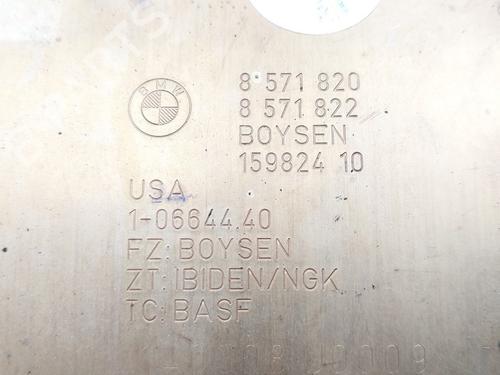 BMW
8 571 820
8 571 822
BOYSEN
159824 10
USA
1-06644.40
FZ: BOYSEN
ZT: IBIDEN/NGK
TC: BASF